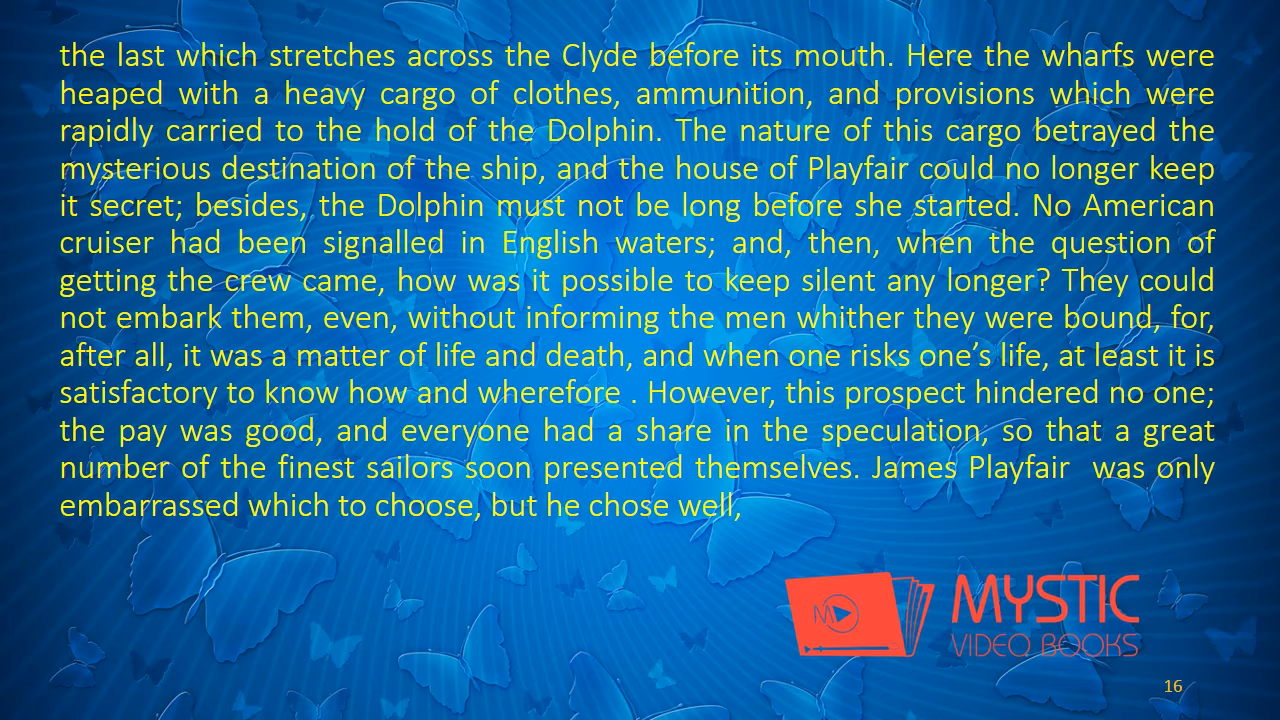 the last which stretches across the Clyde before its mouth. Here the wharfs were
heaped with a heavy cargo of clothes, ammunition, and provisions which were
rapidly carried to the hold of the Dolphin. The nature of this cargo betrayed the
mysterious destination of the ship, and the house of Playfair could no longer keep
it secret; besides, the Dolphin must not be long before she started. No American
cruiser had been signalled in English waters; and, then, when the question of
getting the crew came, how was it possible to keep silent any longer? They could
not embark them, even, without informing the men whither they were bound, for,
after all, it was a matter of life and death, and when one risks one’s life, at least it is
satisfactory to know how and wherefore . However, this prospect hindered no one;
the pay was good, and everyone had a share in the speculation, so that a great
number of the finest sailors soon presented themselves. James Playfair  was only
embarrassed which to choose, but he chose well,
MYSTIC
VIDEO BOOKS
16